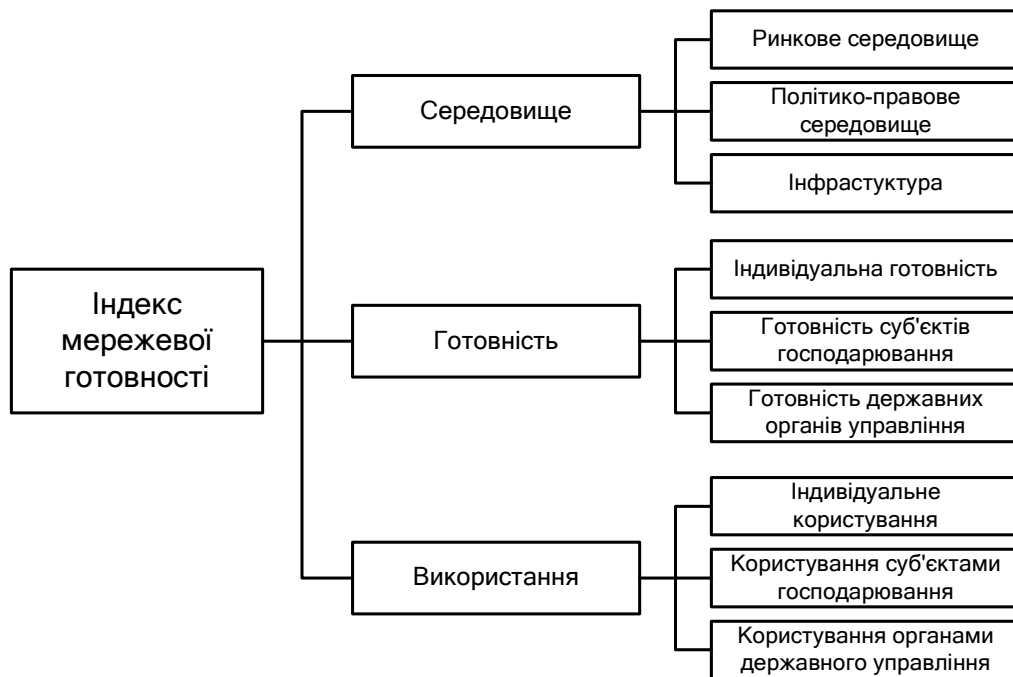 Індекс
мережевої
готовності
Середовище
Ринкове середовище
Політико-правове
середовище
Інфрастуктура
Готовність
Індивідуальна готовність
Готовність суб'єктів
господарювання
Готовність державних
органів управління
Використання
Індивідуальне
користування
Користування суб'єктами
господарювання
Користування органами
державного управління